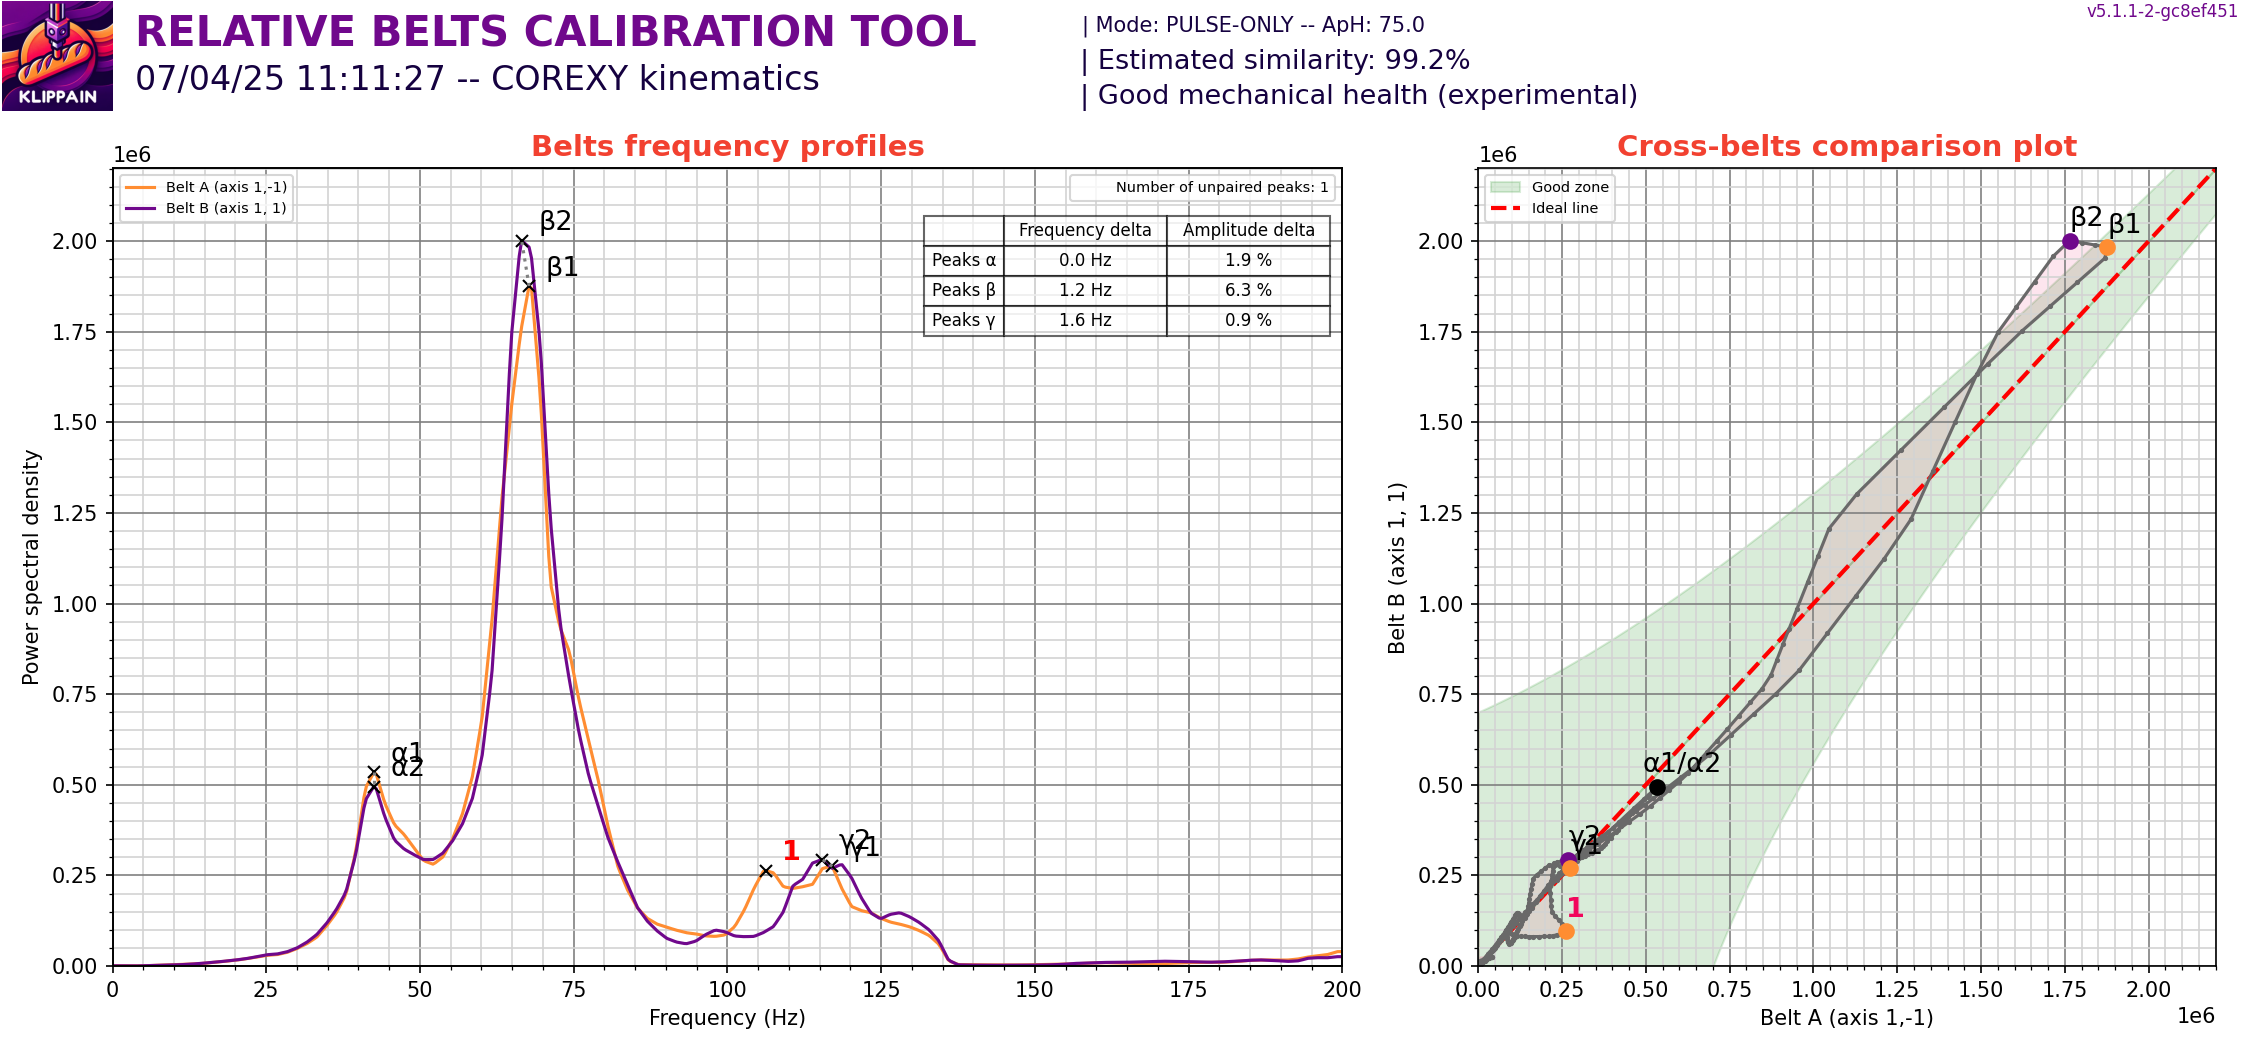 KLIPPAIN
RELATIVE BELTS CALIBRATION TOOL
07/04/25 11:11:27 -- COREXY kinematics
| Mode: PULSE-ONLY -- ApH: 75.0
| Estimated similarity: 99.2%
| Good mechanical health (experimental)
v5.1.1-2-gc8ef451
Belts frequency profiles
1e6
Belt A (axis 1,-1)
Belt B (axis 1, 1)
Number of unpaired peaks: 1
Frequency delta Amplitude delta
Peaks α 0.0 Hz 1.9 %
Peaks β 1.2 Hz 6.3 %
Peaks γ 1.6 Hz 0.9 %
β2
β1
α1
α2
1
γ2
γ1
2.00
1.75
1.50
1.25
1.00
0.75
0.50
0.25
0.00
Power spectral density
0 25 50 75 100 125 150 175 200
Frequency (Hz)
Cross-belts comparison plot
1e6
Good zone
Ideal line
β2
β1
α1/α2
γ2
γ1
1
2.00
1.75
1.50
1.25
1.00
0.75
0.50
0.25
0.00
Belt B (axis 1, 1)
0.00 0.25 0.50 0.75 1.00 1.25 1.50 1.75 2.00
Belt A (axis 1,-1)
1e6